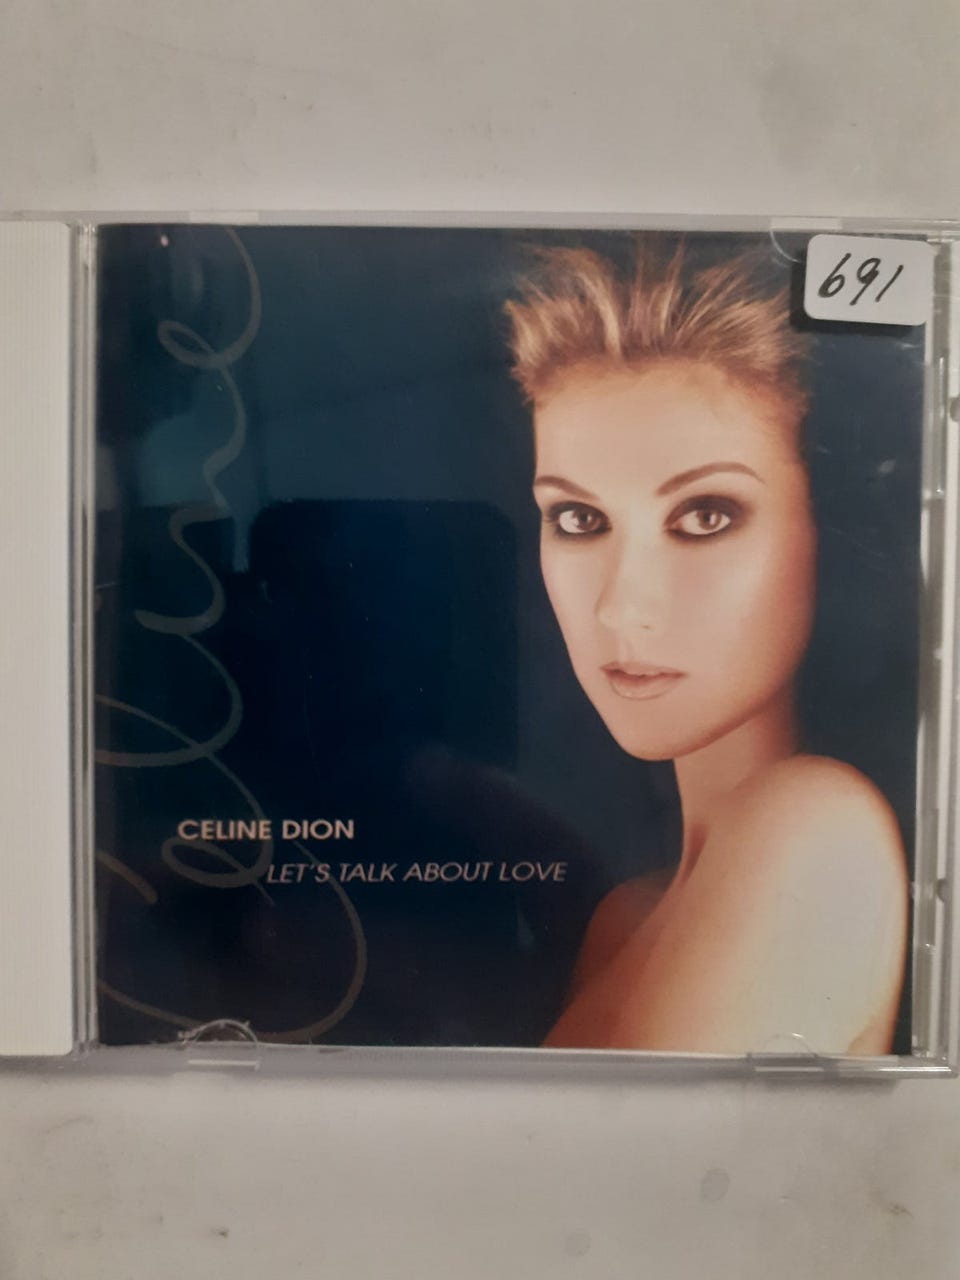 691
Celine
CELINE DION
LET'S TALK ABOUT LOVE